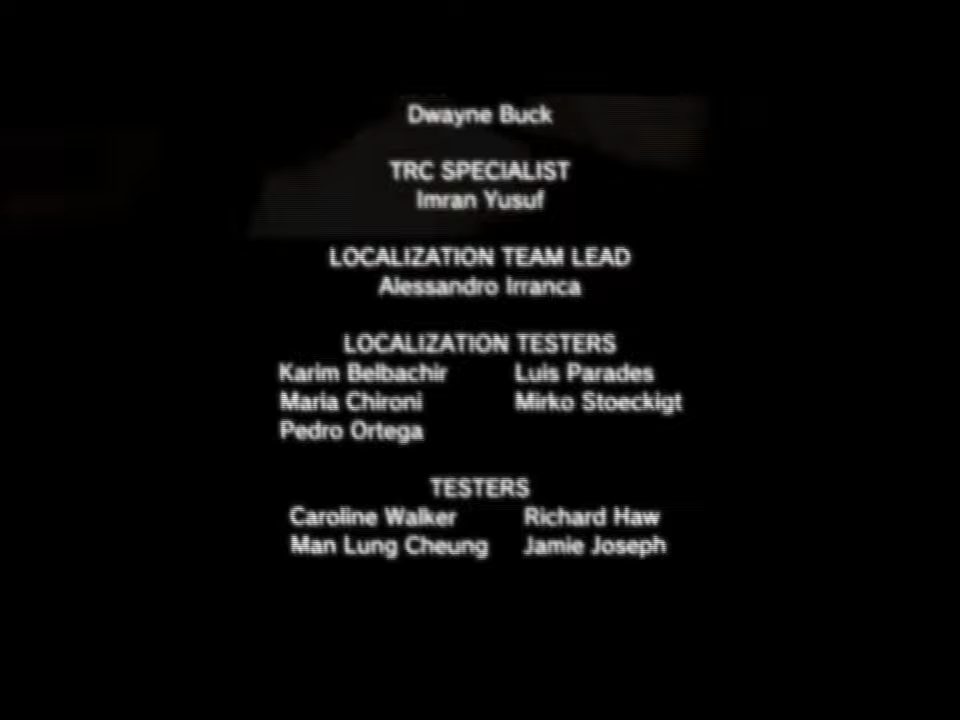 Dwayne Buck
TRC SPECIALIST
Imran Yusuf
LOCALIZATION TEAM LEAD
Alessandro Irranca
LOCALIZATION TESTERS
Karim Belbachir Luis Parades
Maria Chironi Mirko Stoeckigt
Pedro Ortega
TESTERS
Caroline Walker Richard Haw
Man Lung Cheung Jamie Joseph